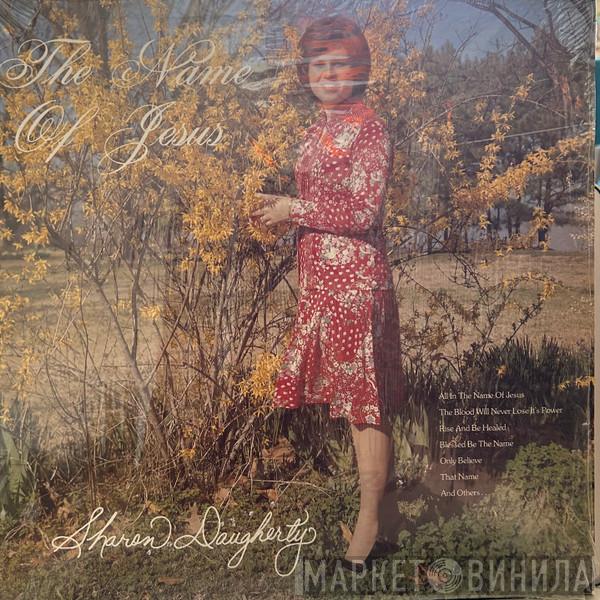 The Name
Of Jesus
All In The Name Of Jesus
The Blood Will Never Lose It's Power
Rise And Be Healed
Blessed Be The Name
Only Believe
That Name
And Others...
Sharon Daugherty
МАРКЕТ ВИНИЛА